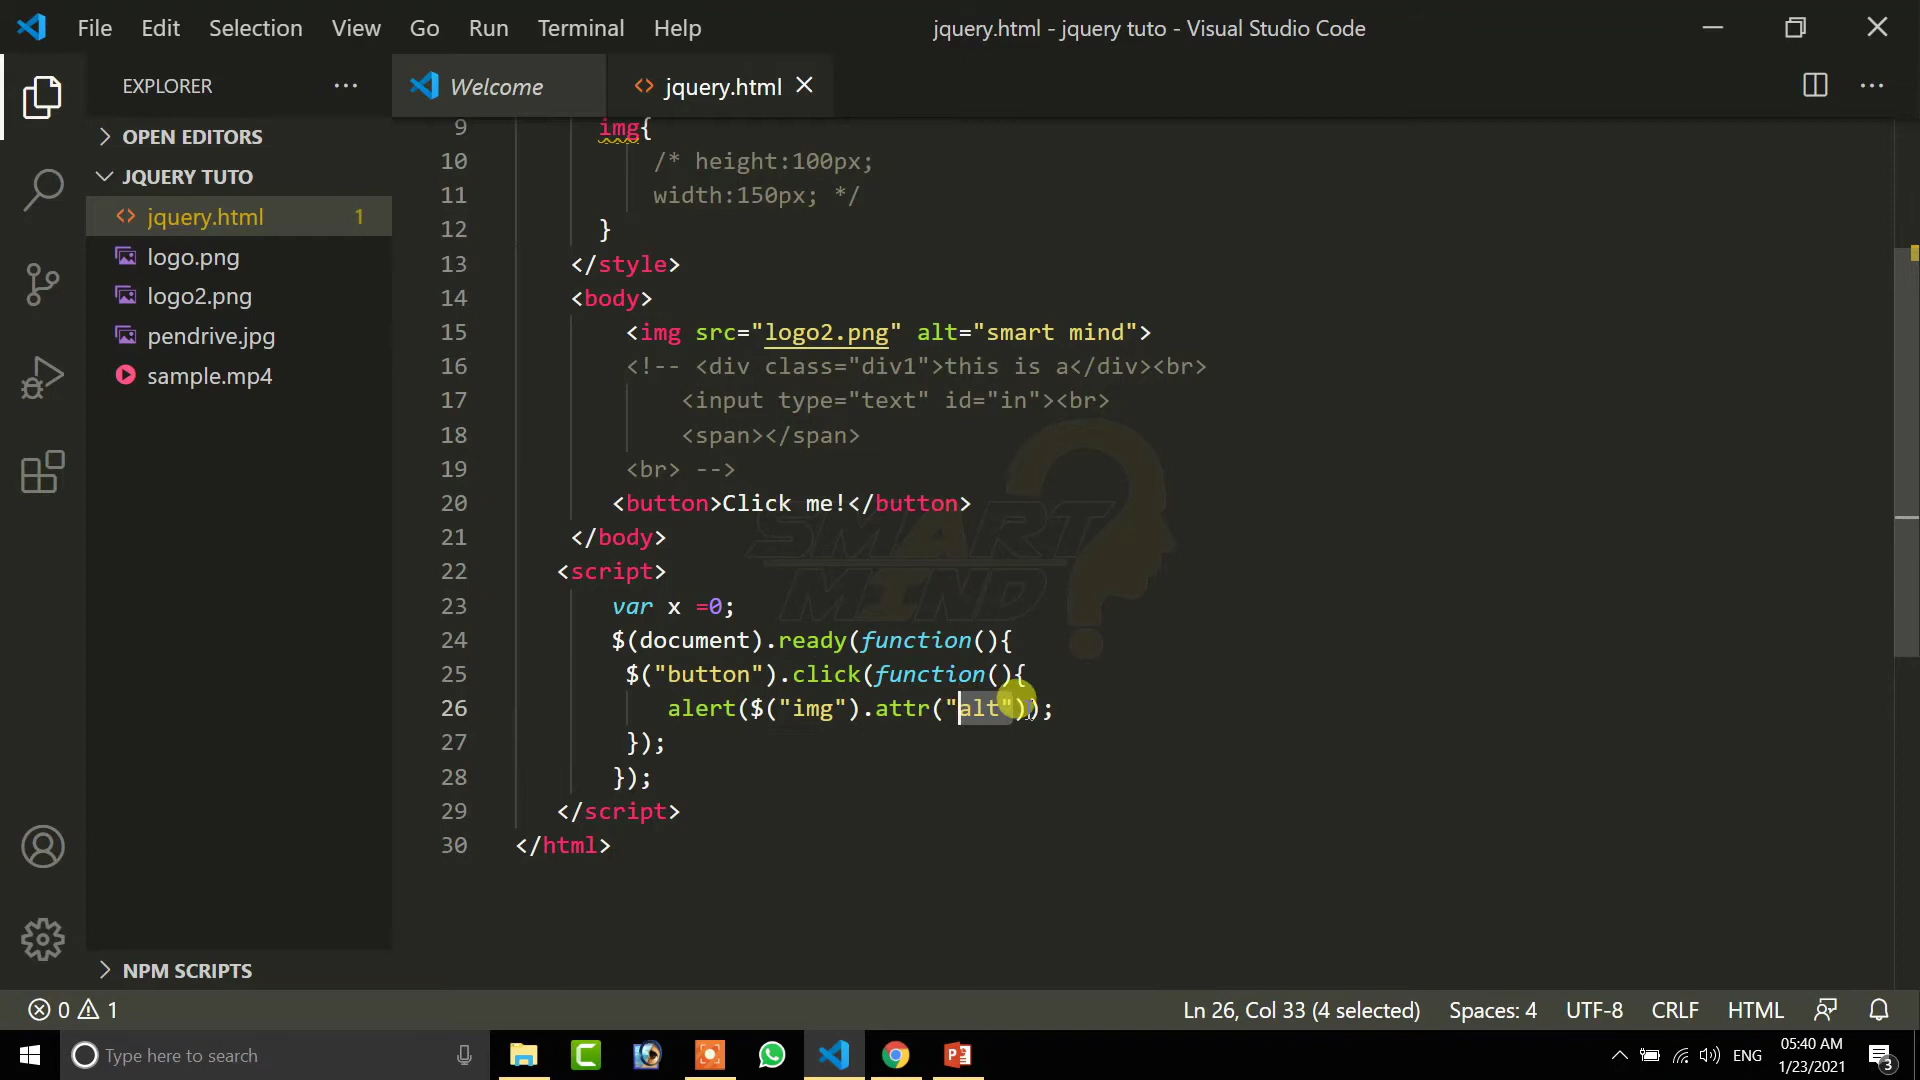 File Edit Selection View Go Run Terminal Help
jquery.html - jquery tuto - Visual Studio Code
EXPLORER
Welcome
jquery.html
OPEN EDITORS
JQUERY TUTO
jquery.html 1
logo.png
logo2.png
pendrive.jpg
sample.mp4
NPM SCRIPTS
9 img{
10 /* height:100px;
11 width:150px; */
12 }
13 </style>
14 <body>
15 <img src="logo2.png" alt="smart mind">
16 <!-- <div class="div1">this is a</div><br>
17 <input type="text" id="in"><br>
18 <span></span>
19 <br> -->
20 <button>Click me!</button>
21 </body>
22 <script>
23 var x =0;
24 $(document).ready(function(){
25 $("button").click(function(){
26 alert($("img").attr("alt"));
27 });
28 });
29 </script>
30 </html>
SMART
MIND
0 1
Ln 26, Col 33 (4 selected) Spaces: 4 UTF-8 CRLF HTML
Type here to search
ENG
05:40 AM
1/23/2021
3